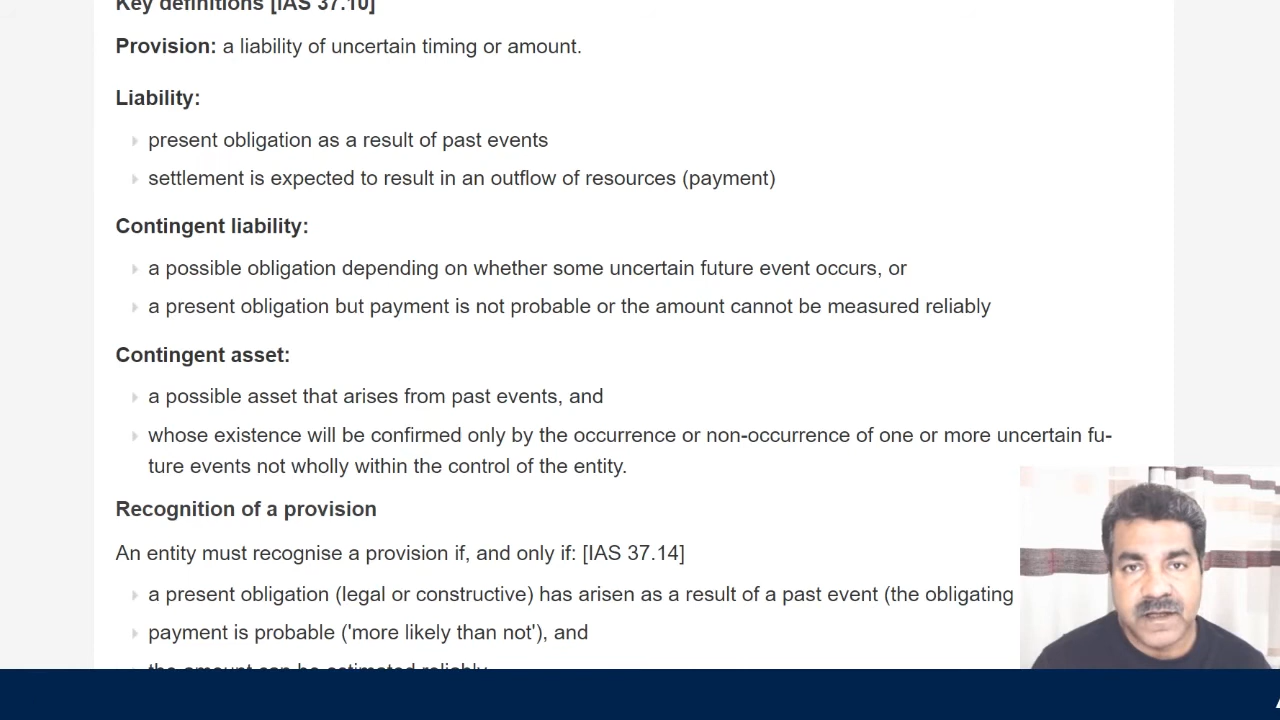 Key definitions [IAS 37.10]
Provision: a liability of uncertain timing or amount.
Liability:
present obligation as a result of past events
settlement is expected to result in an outflow of resources (payment)
Contingent liability:
a possible obligation depending on whether some uncertain future event occurs, or
a present obligation but payment is not probable or the amount cannot be measured reliably
Contingent asset:
a possible asset that arises from past events, and
whose existence will be confirmed only by the occurrence or non-occurrence of one or more uncertain fu-
ture events not wholly within the control of the entity.
Recognition of a provision
An entity must recognise a provision if, and only if: [IAS 37.14]
a present obligation (legal or constructive) has arisen as a result of a past event (the obligating
payment is probable ('more likely than not'), and
the amount can be estimated reliably